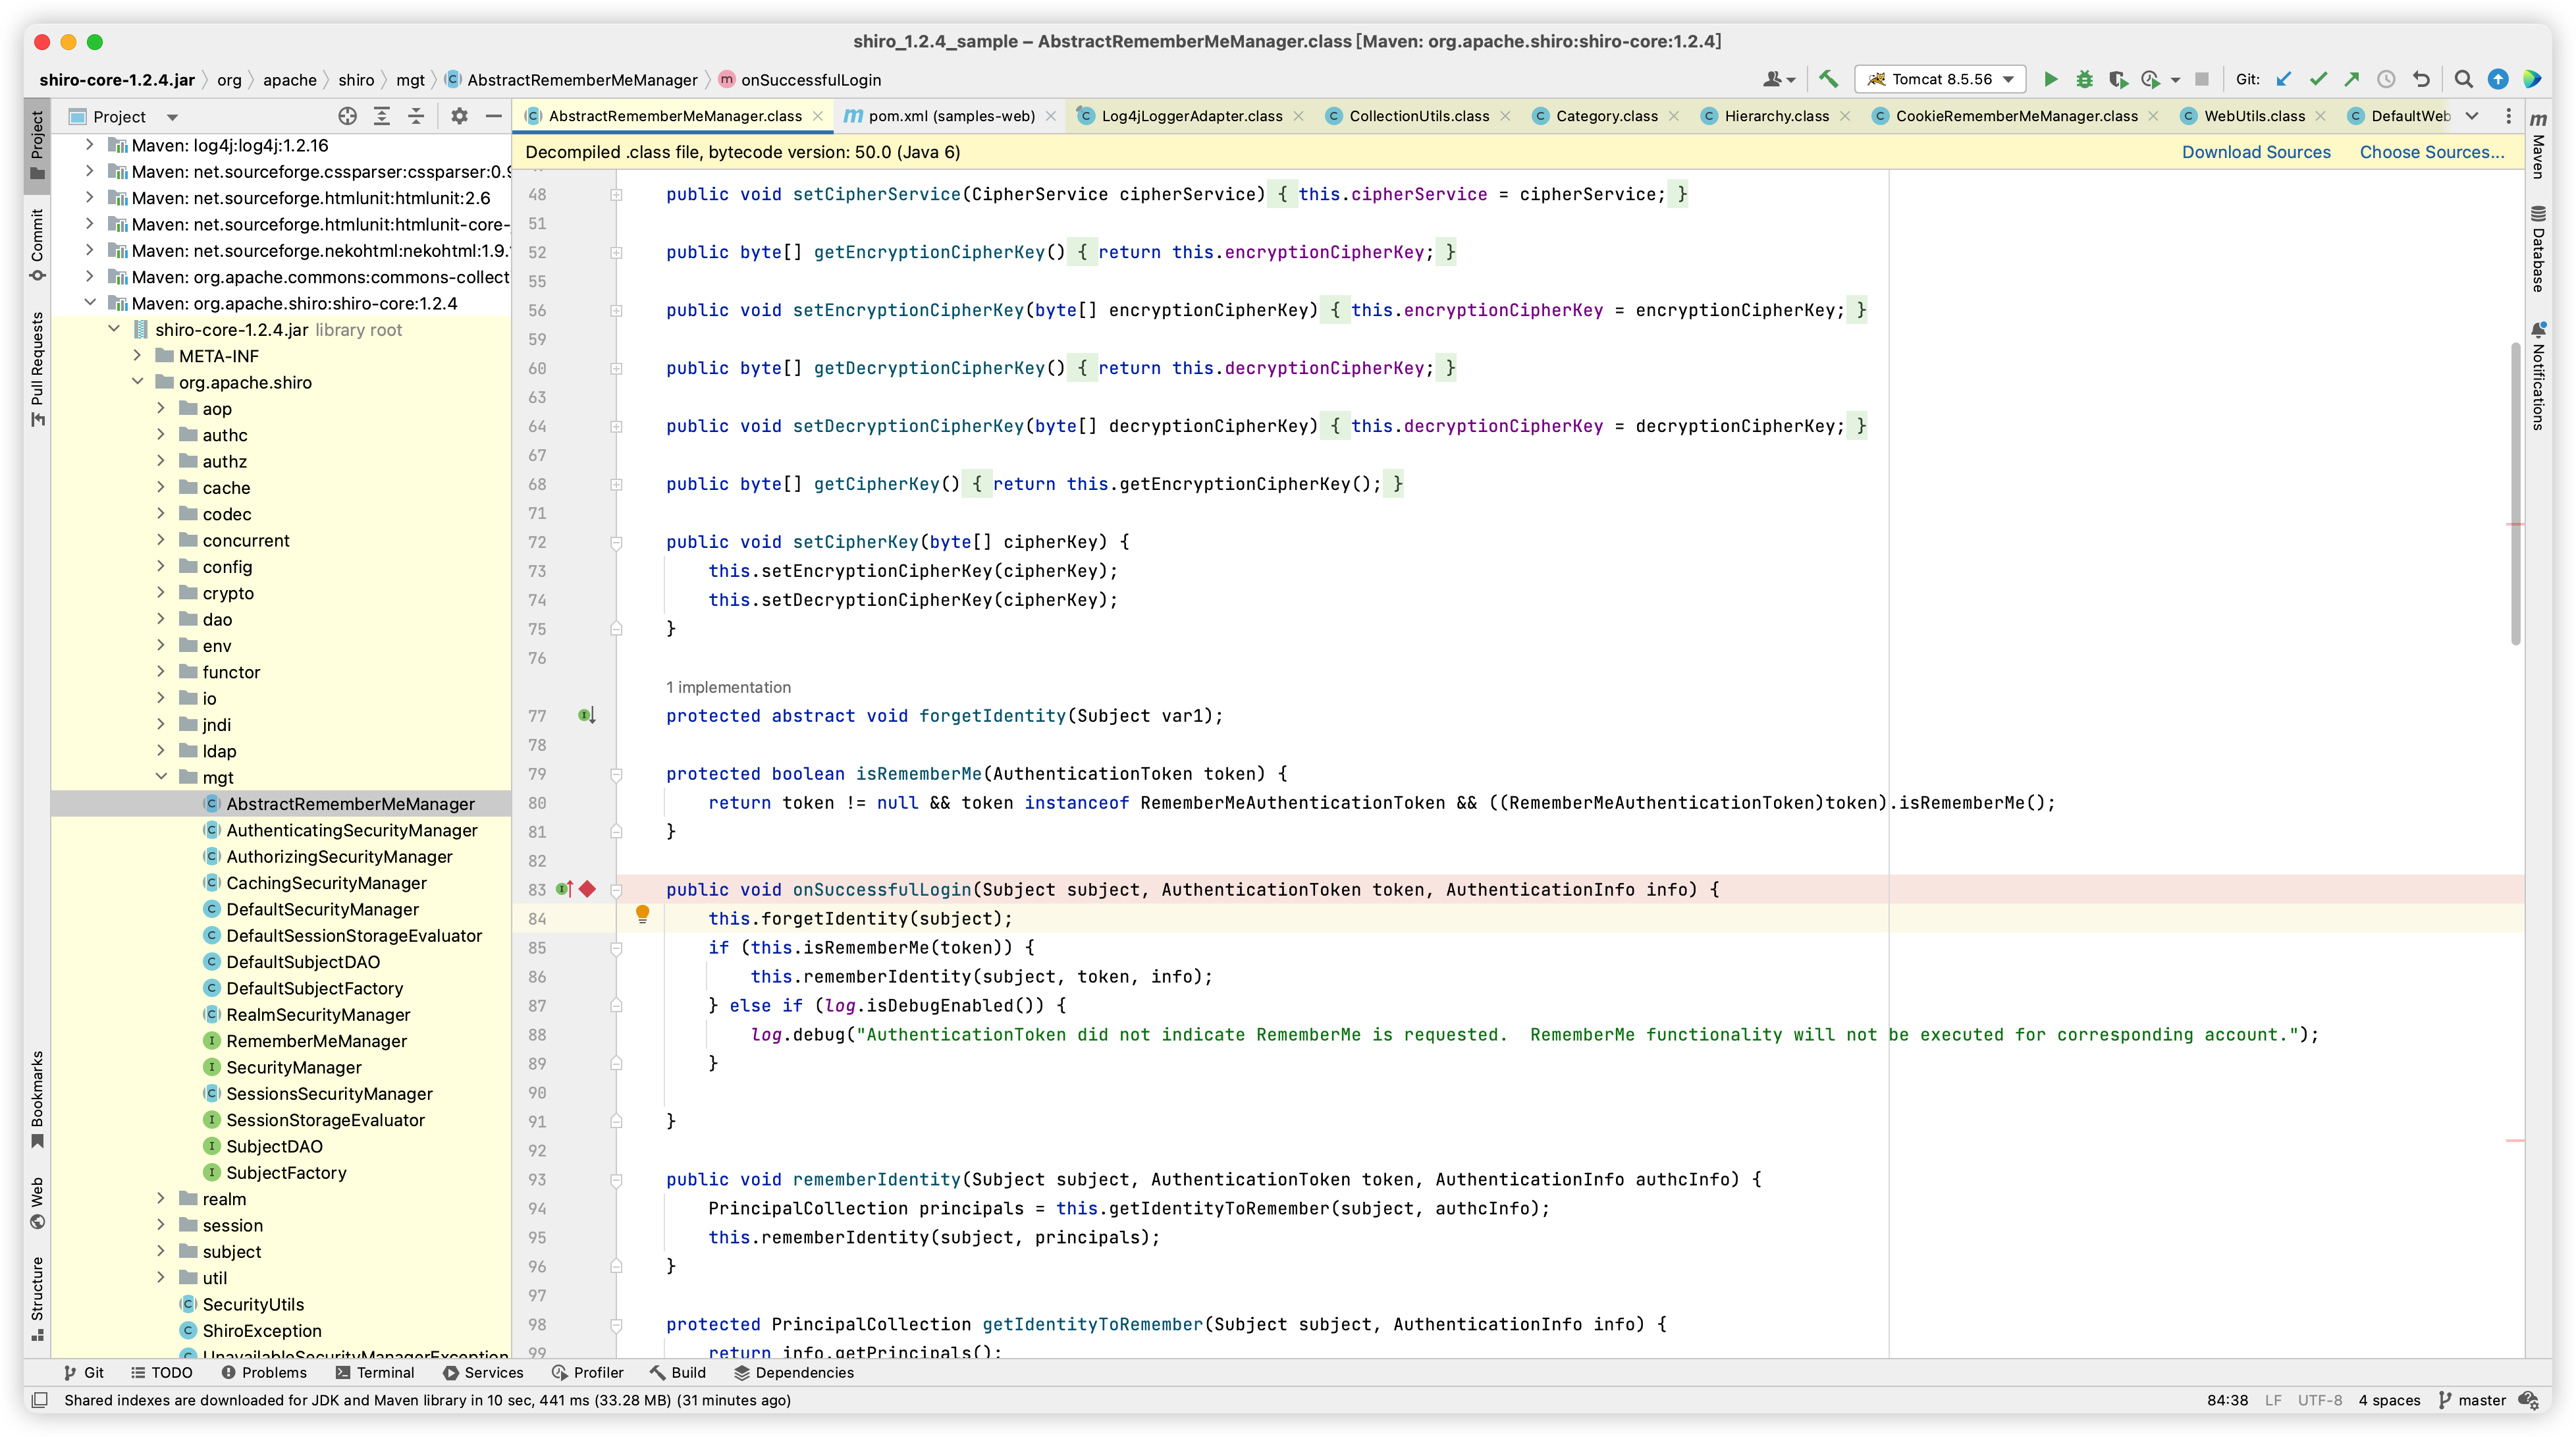 shiro_1.2.4_sample – AbstractRememberMeManager.class [Maven: org.apache.shiro:shiro-core:1.2.4]
shiro-core-1.2.4.jar org apache shiro mgt AbstractRememberMeManager onSuccessfulLogin Tomcat 8.5.56 Git:
Project AbstractRememberMeManager.class pom.xml (samples-web) Log4jLoggerAdapter.class CollectionUtils.class Category.class Hierarchy.class CookieRememberMeManager.class WebUtils.class DefaultWeb
Decompiled .class file, bytecode version: 50.0 (Java 6) Download Sources Choose Sources...
Project
Commit
Pull Requests
Bookmarks
Web
Structure
Maven: log4j:log4j:1.2.16
Maven: net.sourceforge.cssparser:cssparser:0.9
Maven: net.sourceforge.htmlunit:htmlunit:2.6
Maven: net.sourceforge.htmlunit:htmlunit-core-
Maven: net.sourceforge.nekohtml:nekohtml:1.9.
Maven: org.apache.commons:commons-collect
Maven: org.apache.shiro:shiro-core:1.2.4
shiro-core-1.2.4.jar library root
META-INF
org.apache.shiro
aop
authc
authz
cache
codec
concurrent
config
crypto
dao
env
functor
io
jndi
ldap
mgt
AbstractRememberMeManager
AuthenticatingSecurityManager
AuthorizingSecurityManager
CachingSecurityManager
DefaultSecurityManager
DefaultSessionStorageEvaluator
DefaultSubjectDAO
DefaultSubjectFactory
RealmSecurityManager
RememberMeManager
SecurityManager
SessionsSecurityManager
SessionStorageEvaluator
SubjectDAO
SubjectFactory
realm
session
subject
util
SecurityUtils
ShiroException
UnavailableSecurityManagerException
48 public void setCipherService(CipherService cipherService) { this.cipherService = cipherService; }
51
52 public byte[] getEncryptionCipherKey() { return this.encryptionCipherKey; }
55
56 public void setEncryptionCipherKey(byte[] encryptionCipherKey) { this.encryptionCipherKey = encryptionCipherKey; }
59
60 public byte[] getDecryptionCipherKey() { return this.decryptionCipherKey; }
63
64 public void setDecryptionCipherKey(byte[] decryptionCipherKey) { this.decryptionCipherKey = decryptionCipherKey; }
67
68 public byte[] getCipherKey() { return this.getEncryptionCipherKey(); }
71
72 public void setCipherKey(byte[] cipherKey) {
73 this.setEncryptionCipherKey(cipherKey);
74 this.setDecryptionCipherKey(cipherKey);
75 }
76
1 implementation
77 protected abstract void forgetIdentity(Subject var1);
78
79 protected boolean isRememberMe(AuthenticationToken token) {
80 return token != null && token instanceof RememberMeAuthenticationToken && ((RememberMeAuthenticationToken)token).isRememberMe();
81 }
82
83 public void onSuccessfulLogin(Subject subject, AuthenticationToken token, AuthenticationInfo info) {
84 this.forgetIdentity(subject);
85 if (this.isRememberMe(token)) {
86 this.rememberIdentity(subject, token, info);
87 } else if (log.isDebugEnabled()) {
88 log.debug("AuthenticationToken did not indicate RememberMe is requested.  RememberMe functionality will not be executed for corresponding account.");
89 }
90
91 }
92
93 public void rememberIdentity(Subject subject, AuthenticationToken token, AuthenticationInfo authcInfo) {
94 PrincipalCollection principals = this.getIdentityToRemember(subject, authcInfo);
95 this.rememberIdentity(subject, principals);
96 }
97
98 protected PrincipalCollection getIdentityToRemember(Subject subject, AuthenticationInfo info) {
99 return info.getPrincipals();
Maven
Database
Notifications
Git TODO Problems Terminal Services Profiler Build Dependencies
Shared indexes are downloaded for JDK and Maven library in 10 sec, 441 ms (33.28 MB) (31 minutes ago) 84:38 LF UTF-8 4 spaces master